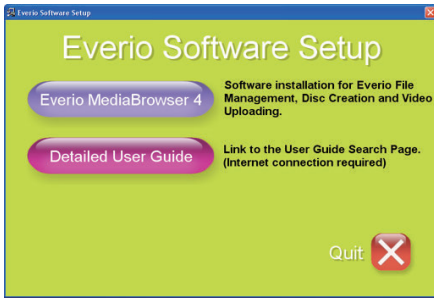 Everio Software Setup
Everio Software Setup
Everio MediaBrowser 4
Software installation for Everio File
Management, Disc Creation and Video
Uploading.
Detailed User Guide
Link to the User Guide Search Page.
(Internet connection required)
Quit